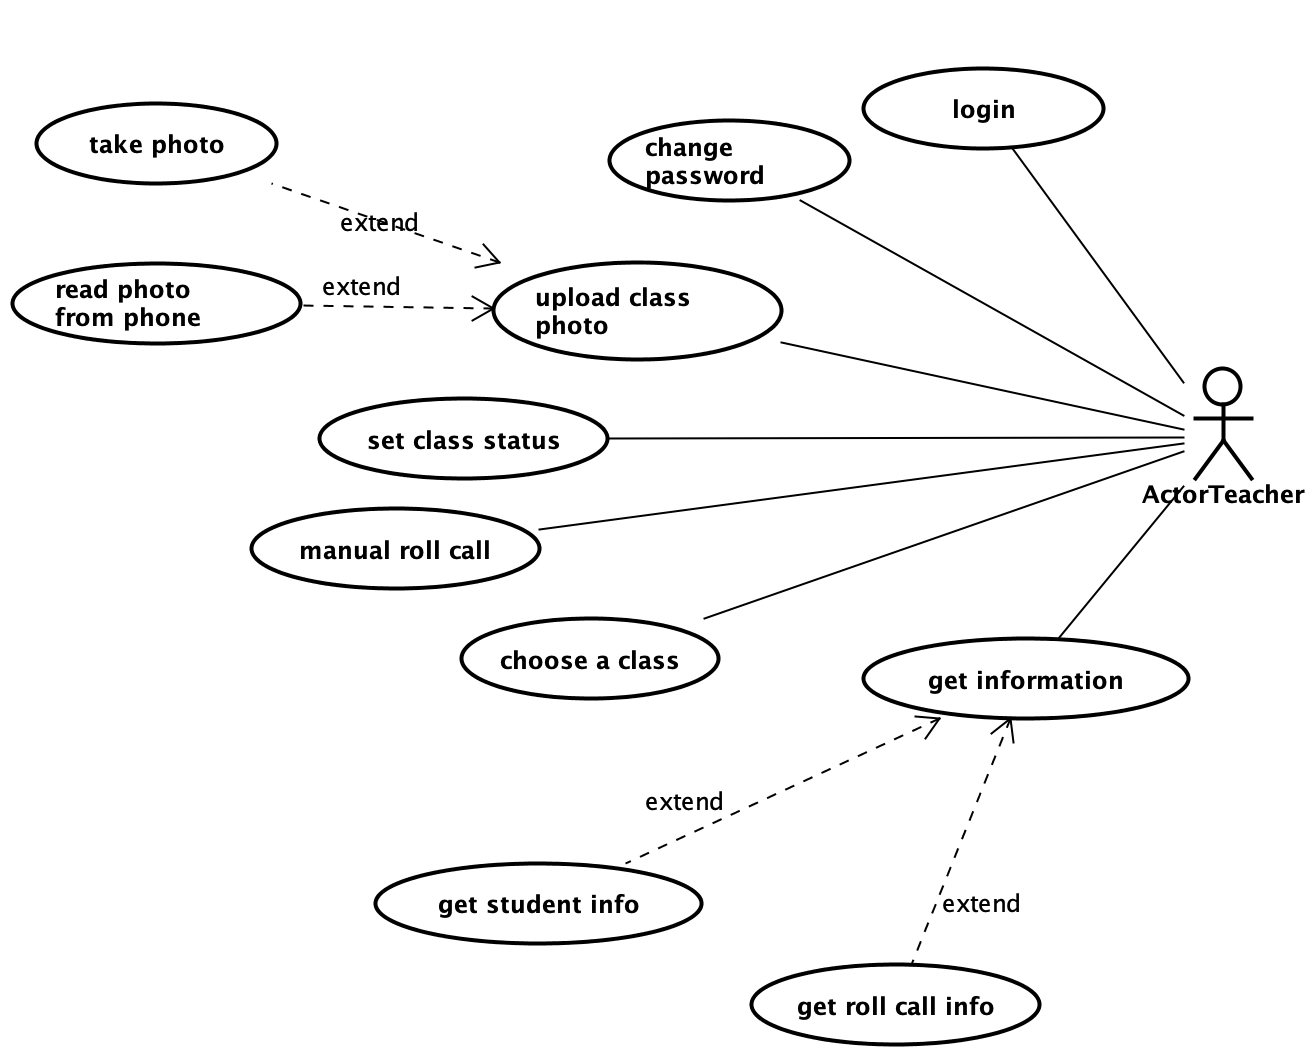 login
take photo
change
password
extend
read photo
from phone
extend
upload class
photo
set class status
ActorTeacher
manual roll call
choose a class
get information
extend
get student info
extend
get roll call info